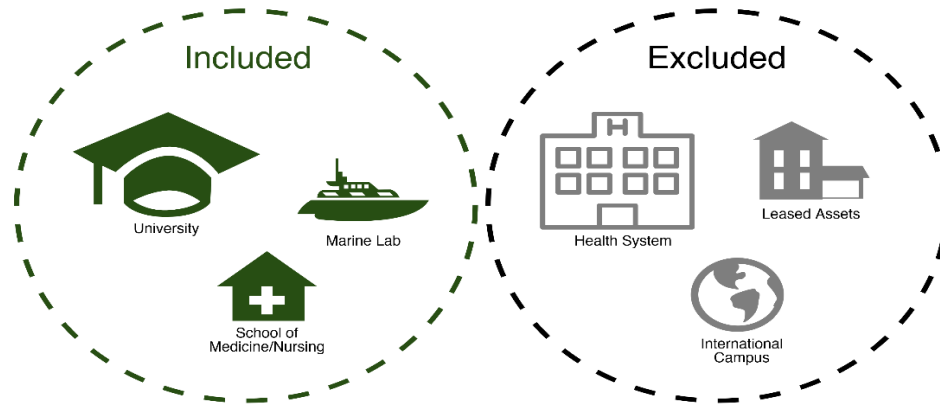 Included
University
Marine Lab
School of
Medicine/Nursing
Excluded
H
Health System
Leased Assets
International
Campus